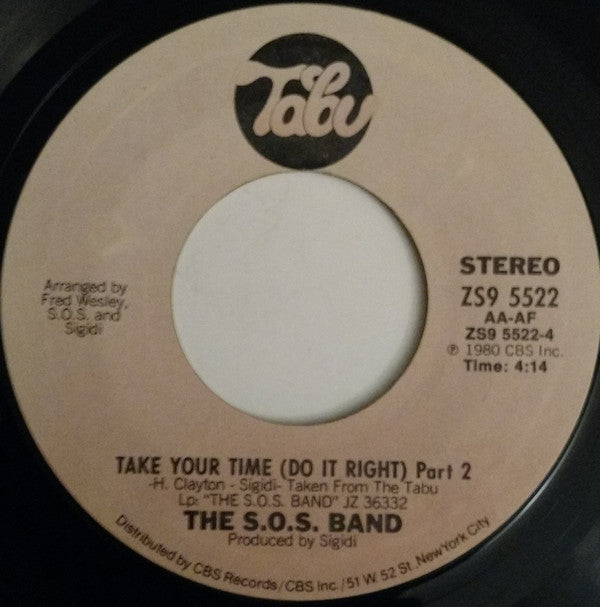 Tabu
STEREO
ZS9 5522
AA-AF
ZS9 5522-4
℗ 1980 CBS Inc.
Time: 4:14
Arranged by
Fred Wesley,
S.O.S. and
Sigidi
TAKE YOUR TIME (DO IT RIGHT) Part 2
-H. Clayton - Sigidi- Taken From The Tabu
Lp: "THE S.O.S. BAND" JZ 36332
THE S.O.S. BAND
Produced by Sigidi
Distributed by CBS Records/CBS Inc./51 W. 52 St. New York City